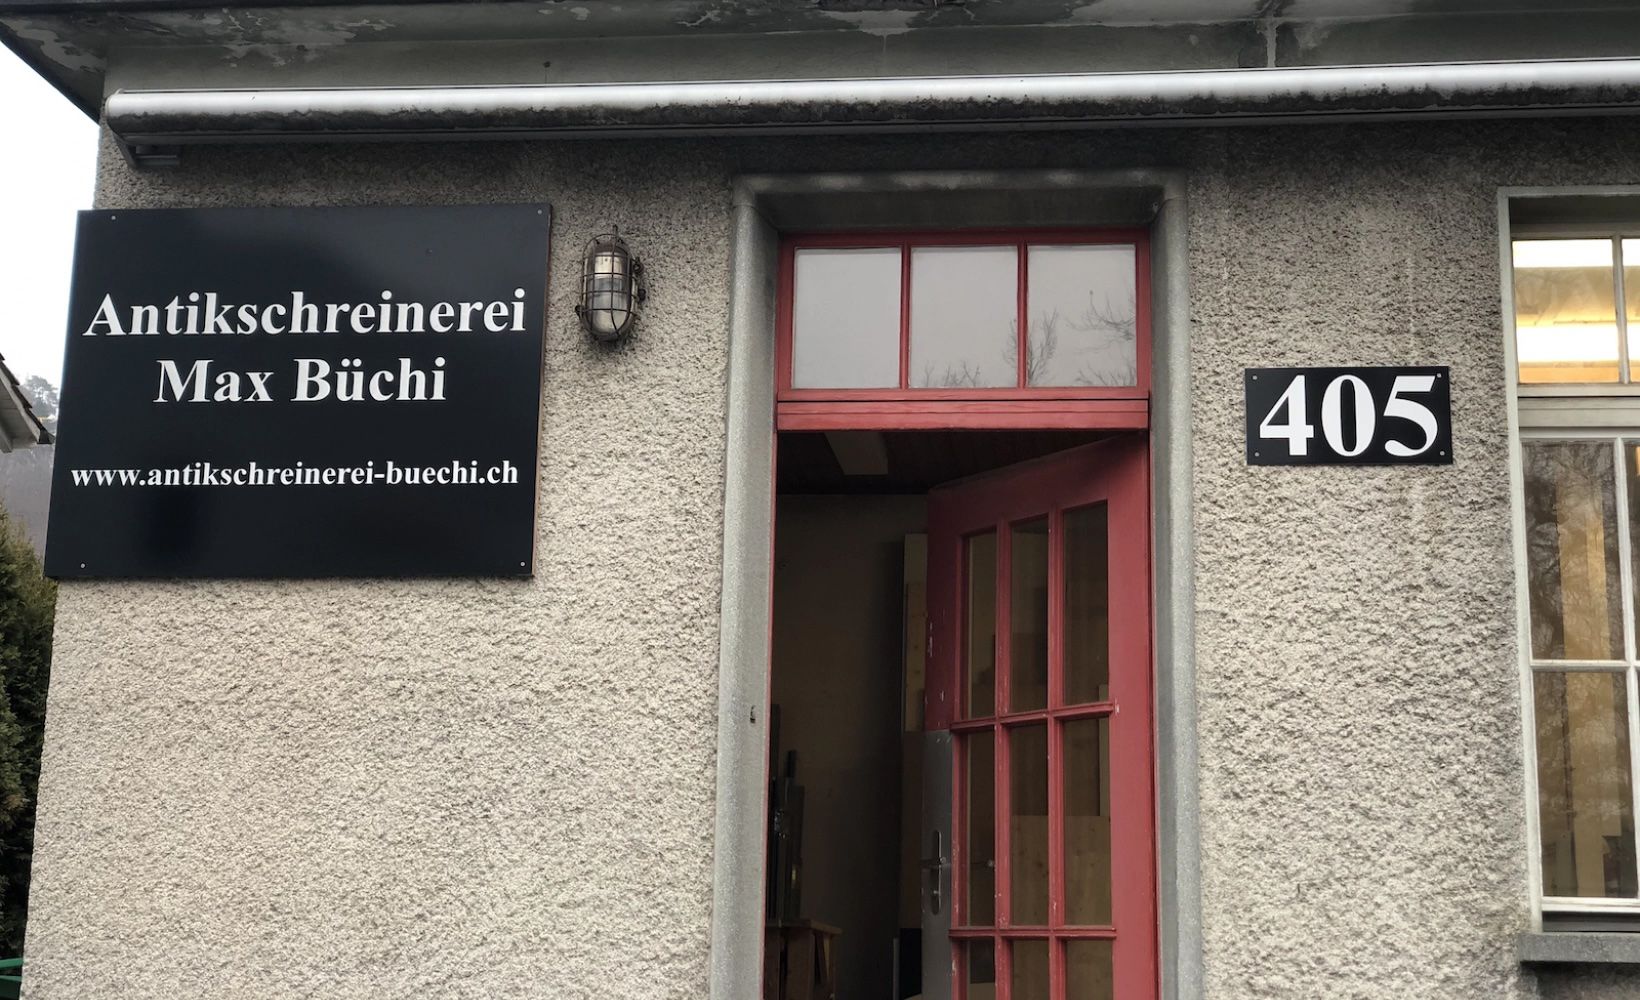 Antikschreinerei
Max Büchi
www.antikschreinerei-buechi.ch
405